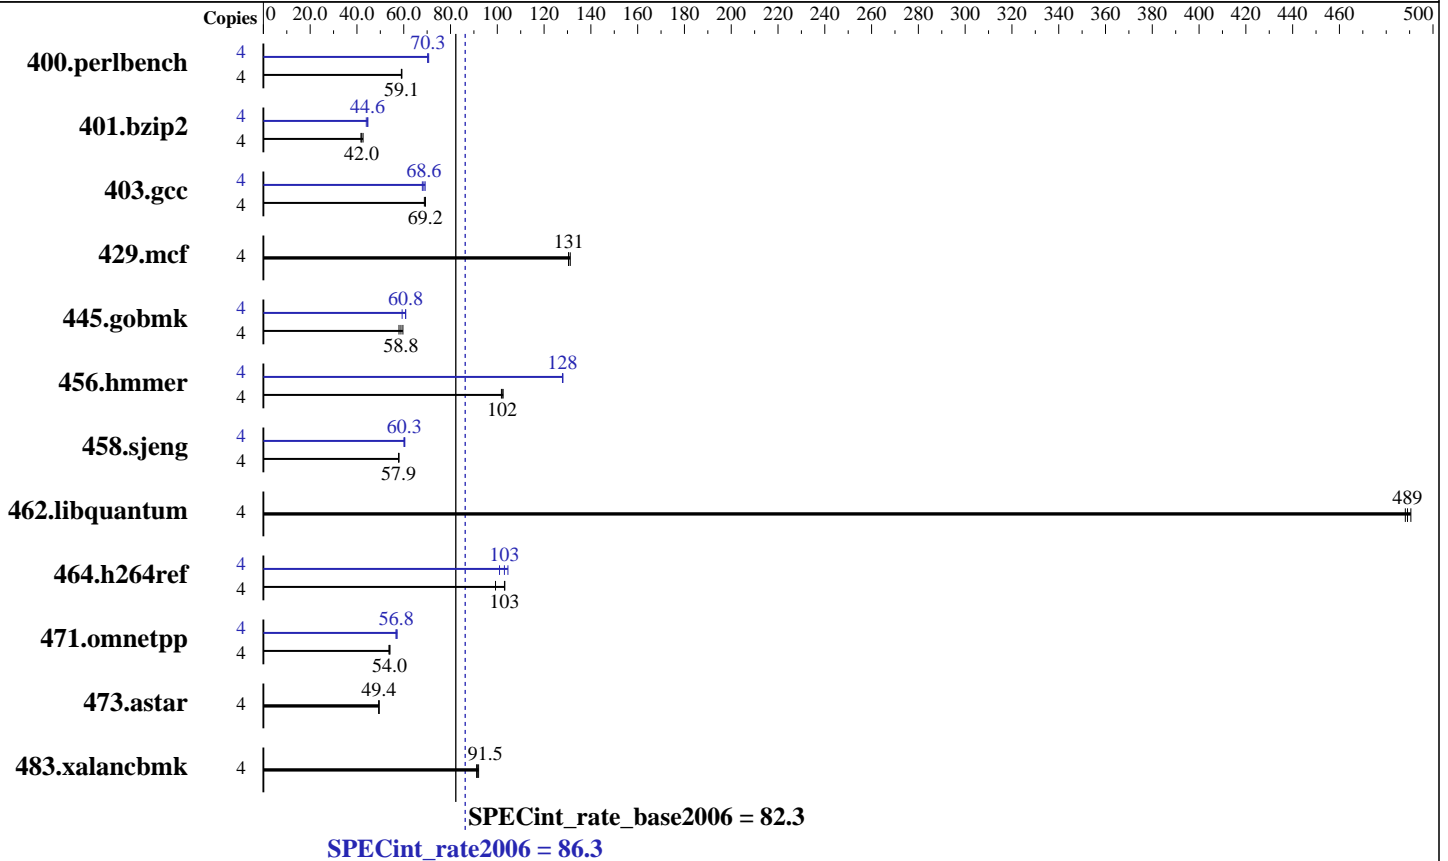 Copies 0 20.0 40.0 60.0 80.0 100 120 140 160 180 200 220 240 260 280 300 320 340 360 380 400 420 440 460 500
400.perlbench 4 70.3
4 59.1
401.bzip2 4 44.6
4 42.0
403.gcc 4 68.6
4 69.2
429.mcf 4 131
445.gobmk 4 60.8
4 58.8
456.hmmer 4 128
4 102
458.sjeng 4 60.3
4 57.9
462.libquantum 4 489
464.h264ref 4 103
4 103
471.omnetpp 4 56.8
4 54.0
473.astar 4 49.4
483.xalancbmk 4 91.5
SPECint_rate_base2006 = 82.3
SPECint_rate2006 = 86.3